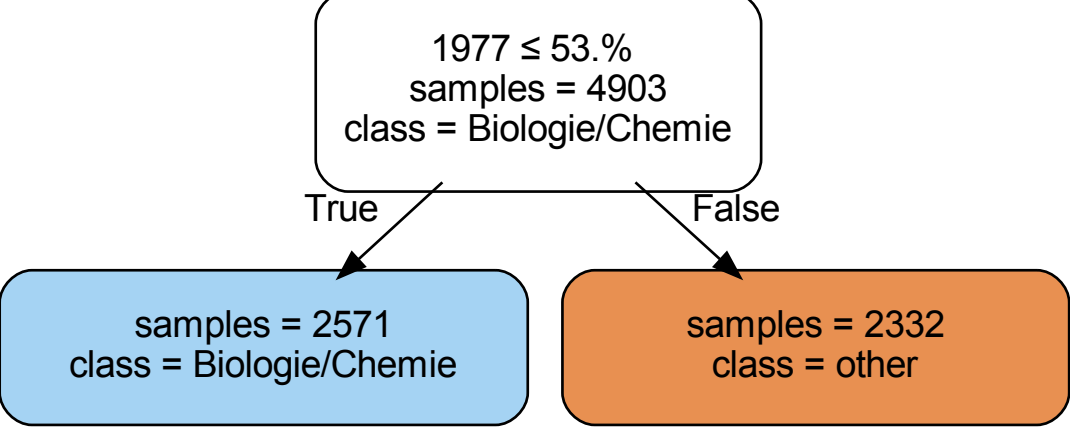 1977 ≤ 53.%
samples = 4903
class = Biologie/Chemie
True
False
samples = 2571
class = Biologie/Chemie
samples = 2332
class = other